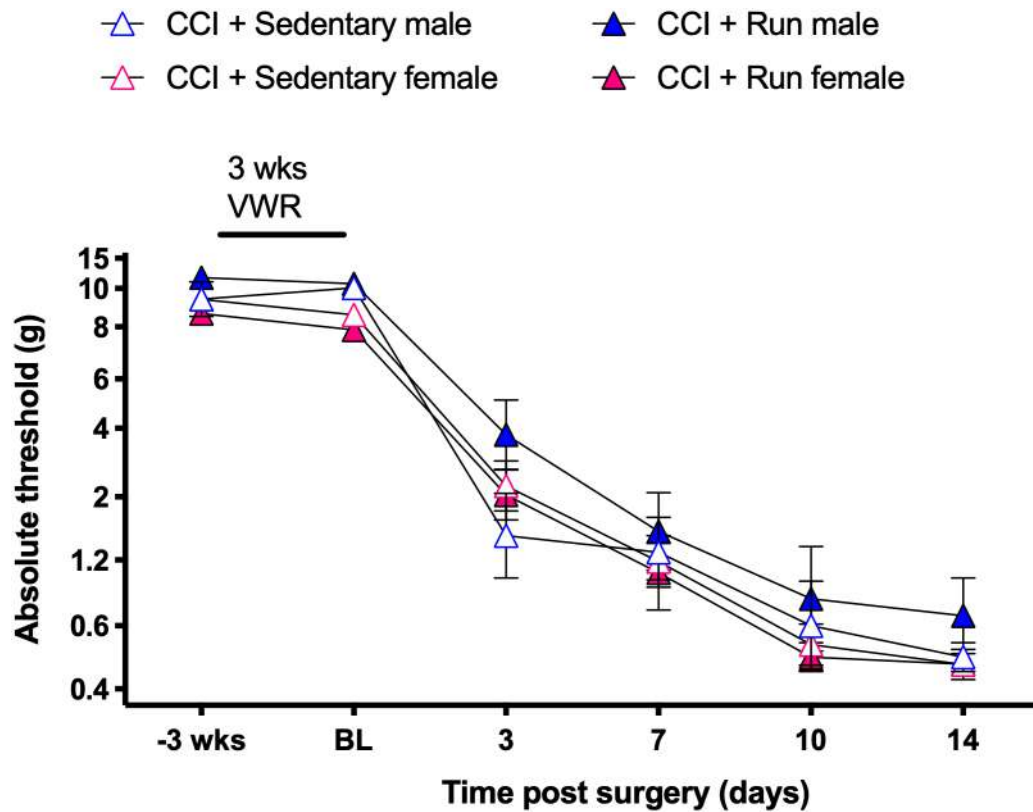 CCI + Sedentary male
CCI + Run male
CCI + Sedentary female
CCI + Run female
3 wks
VWR
15
10
8
6
4
2
1.2
0.6
0.4
Absolute threshold (g)
-3 wks BL 3 7 10 14
Time post surgery (days)